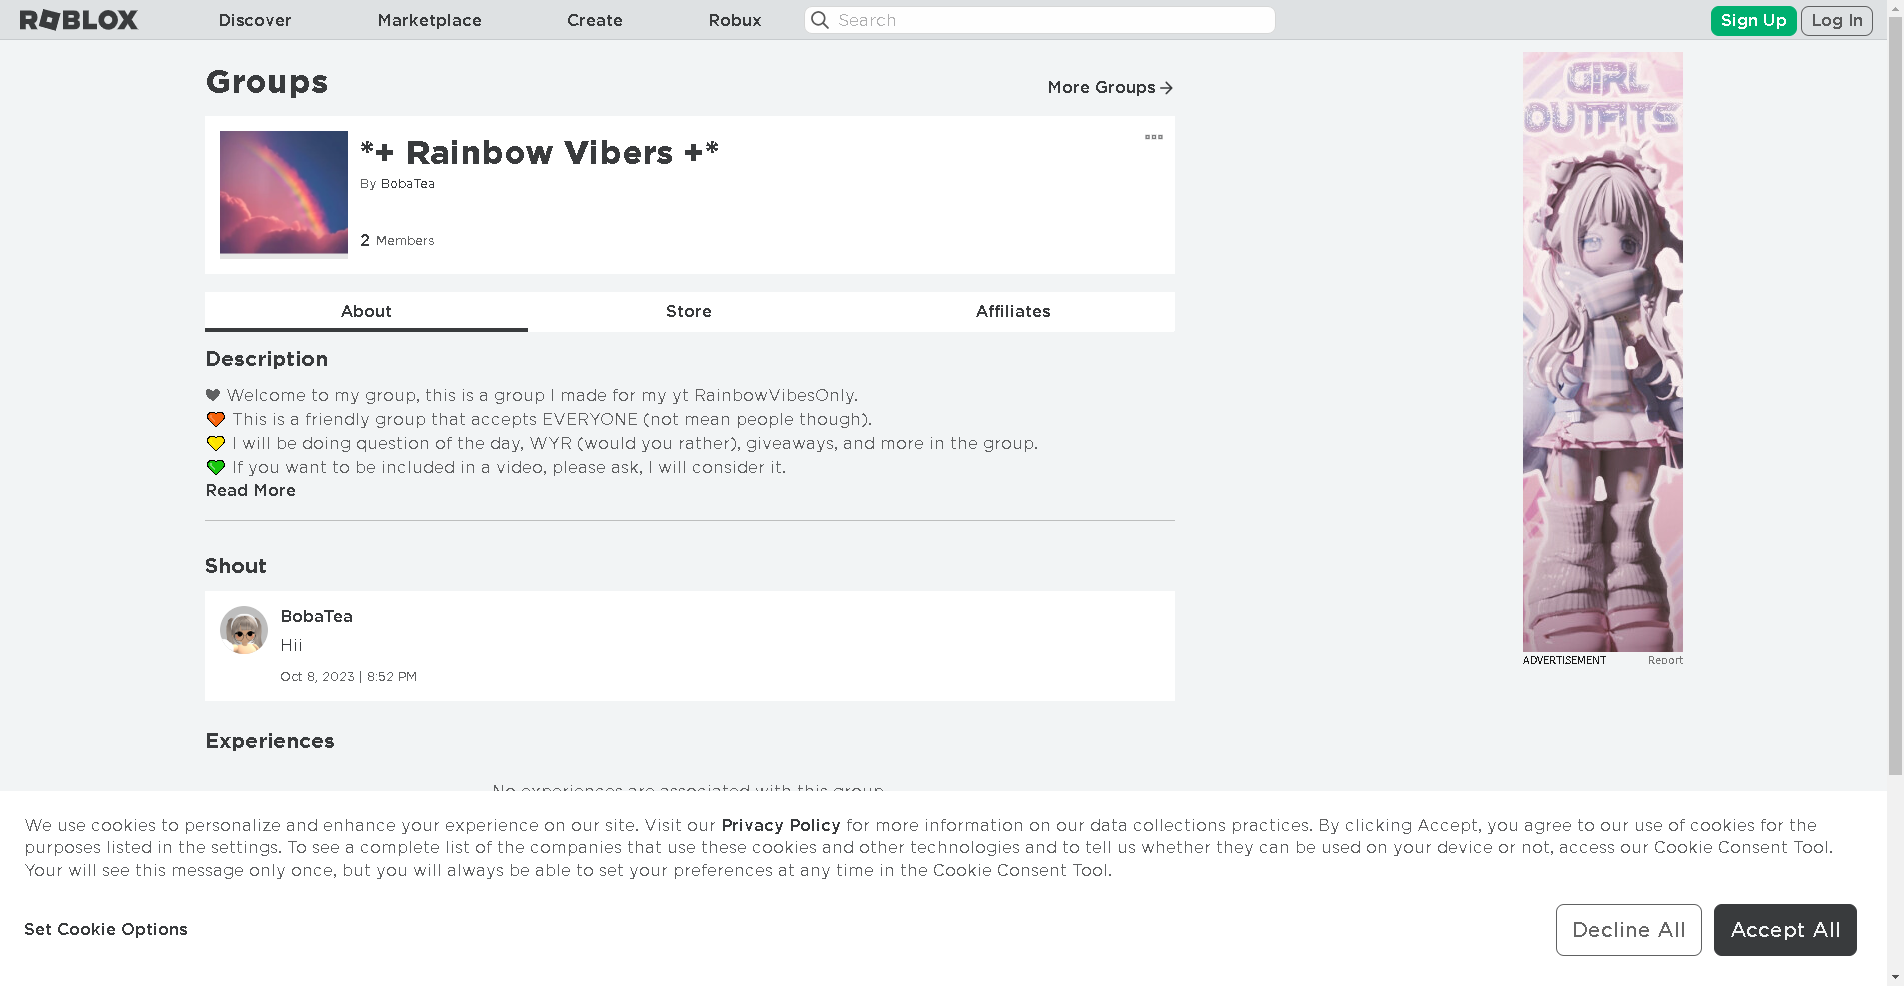 ROBLOX
Discover
Marketplace
Create
Robux
Search
Sign Up
Log In
Groups
More Groups
*+ Rainbow Vibers +*
By BobaTea
2 Members
About
Store
Affiliates
Description
Welcome to my group, this is a group I made for my yt RainbowVibesOnly.
This is a friendly group that accepts EVERYONE (not mean people though).
I will be doing question of the day, WYR (would you rather), giveaways, and more in the group.
If you want to be included in a video, please ask, I will consider it.
Read More
Shout
BobaTea
Hii
Oct 8, 2023 | 8:52 PM
Experiences
No experiences are associated with this group
GIRL
OUTFITS
ADVERTISEMENT
Report
We use cookies to personalize and enhance your experience on our site. Visit our Privacy Policy for more information on our data collections practices. By clicking Accept, you agree to our use of cookies for the
purposes listed in the settings. To see a complete list of the companies that use these cookies and other technologies and to tell us whether they can be used on your device or not, access our Cookie Consent Tool.
Your will see this message only once, but you will always be able to set your preferences at any time in the Cookie Consent Tool.
Set Cookie Options
Decline All
Accept All